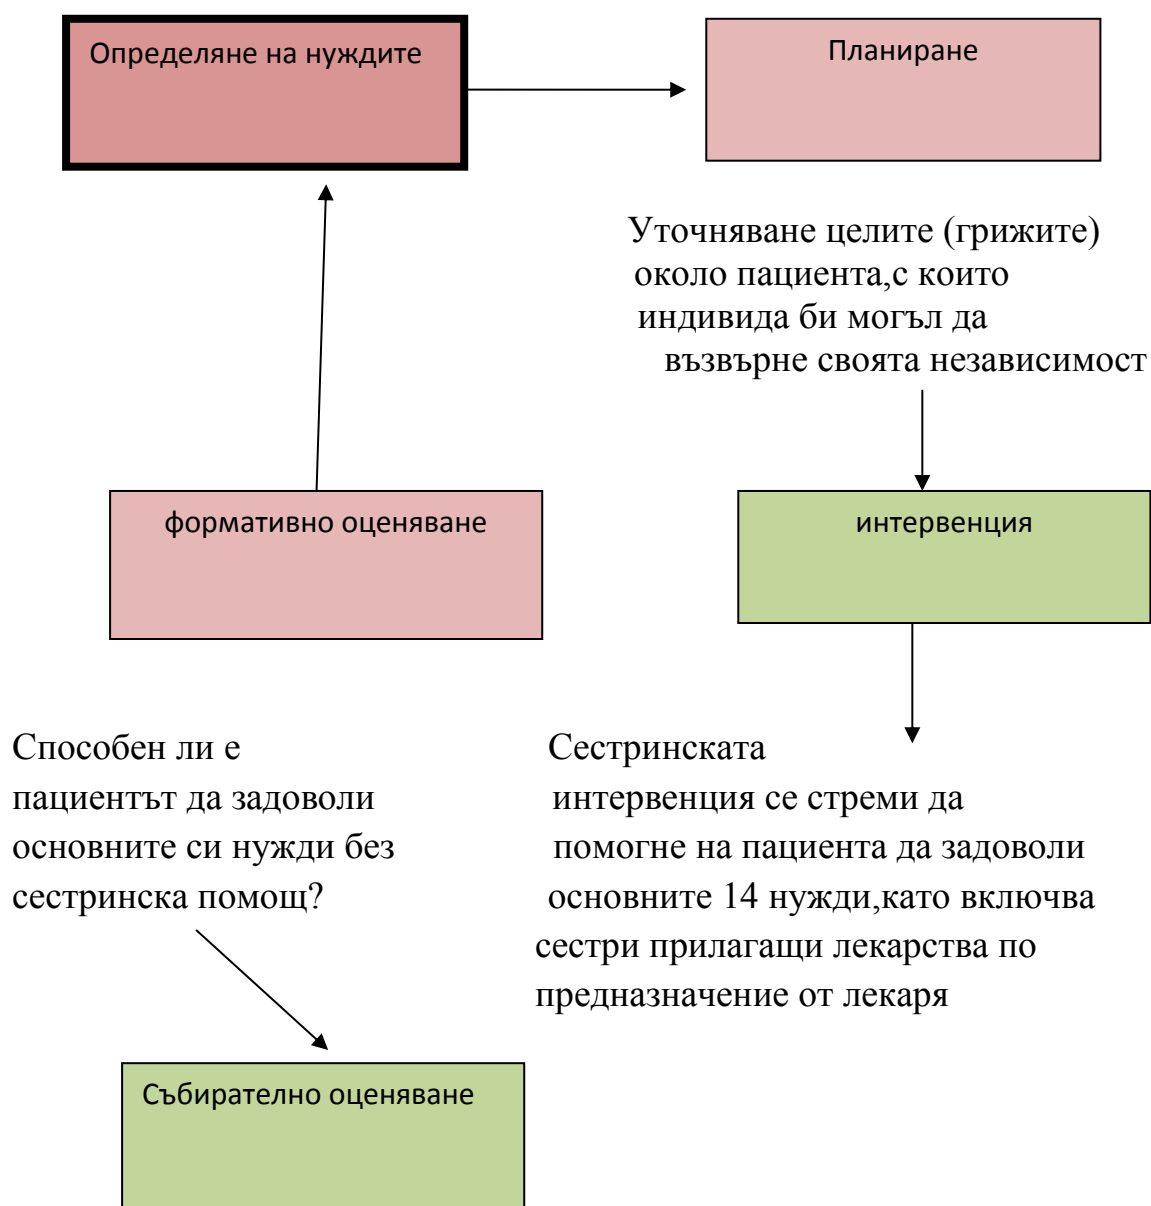 Определяне на нуждите
Планиране
Уточняване целите (грижите)
около пациента,с които
индивида би могъл да
възвърне своята независимост
формативно оценяване
интервенция
Способен ли е
пациентът да задоволи
основните си нужди без
сестринска помощ?
Сестринската
интервенция се стреми да
помогне на пациента да задоволи
основните 14 нужди,като включва
сестри прилагащи лекарства по
предназначение от лекаря
Събирателно оценяване